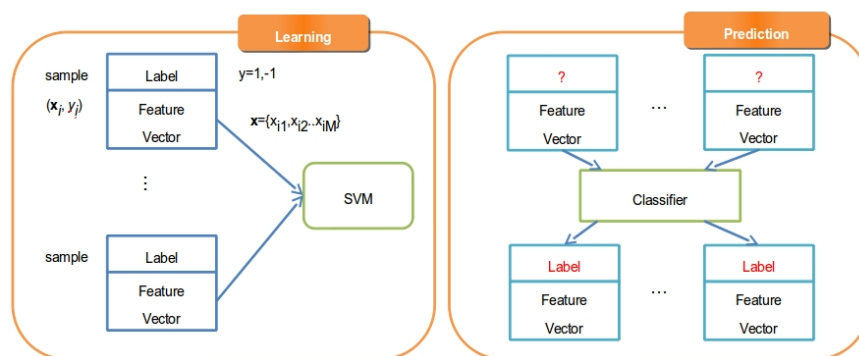 Learning
sample
Label
y=1,-1
(x_i, y_i)
Feature
Vector
x={x_i1,x_i2..x_iM}
⋮
SVM
sample
Label
Feature
Vector
Prediction
?
?
Feature
Vector
...
Feature
Vector
Classifier
Label
Label
Feature
Vector
...
Feature
Vector